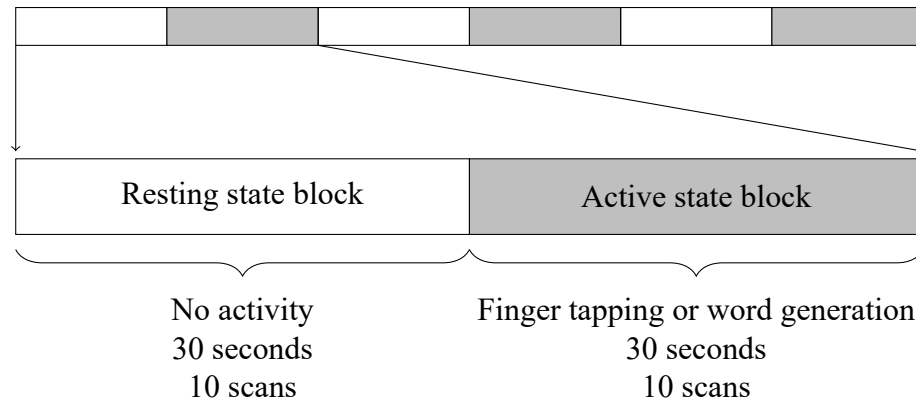 Resting state block
Active state block
No activity
30 seconds
10 scans
Finger tapping or word generation
30 seconds
10 scans